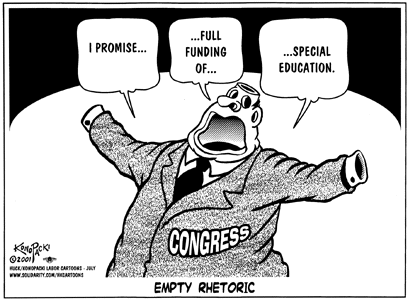 I PROMISE...
...FULL
FUNDING
OF...
...SPECIAL
EDUCATION.
CONGRESS
KONOPACKI
©2001
HUCK/KONOPACKI LABOR CARTOONS - JULY
WWW.SOLIDARITY.COM/HKCARTOONS
EMPTY RHETORIC